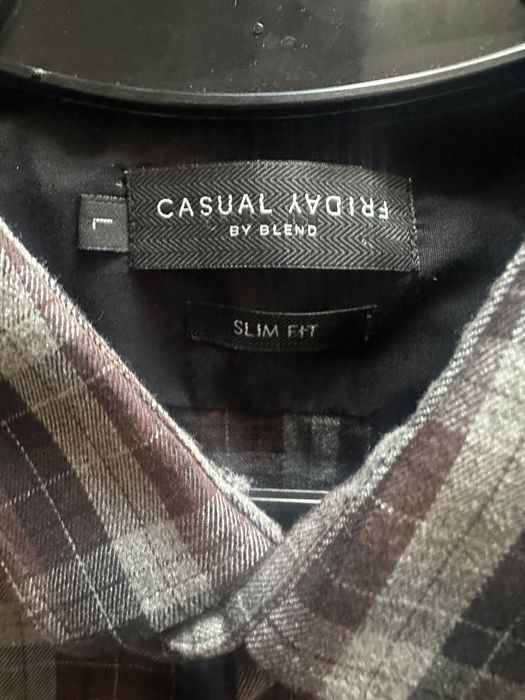 CASUAL FRIDAY
BY BLEND
L
SLIM FIT